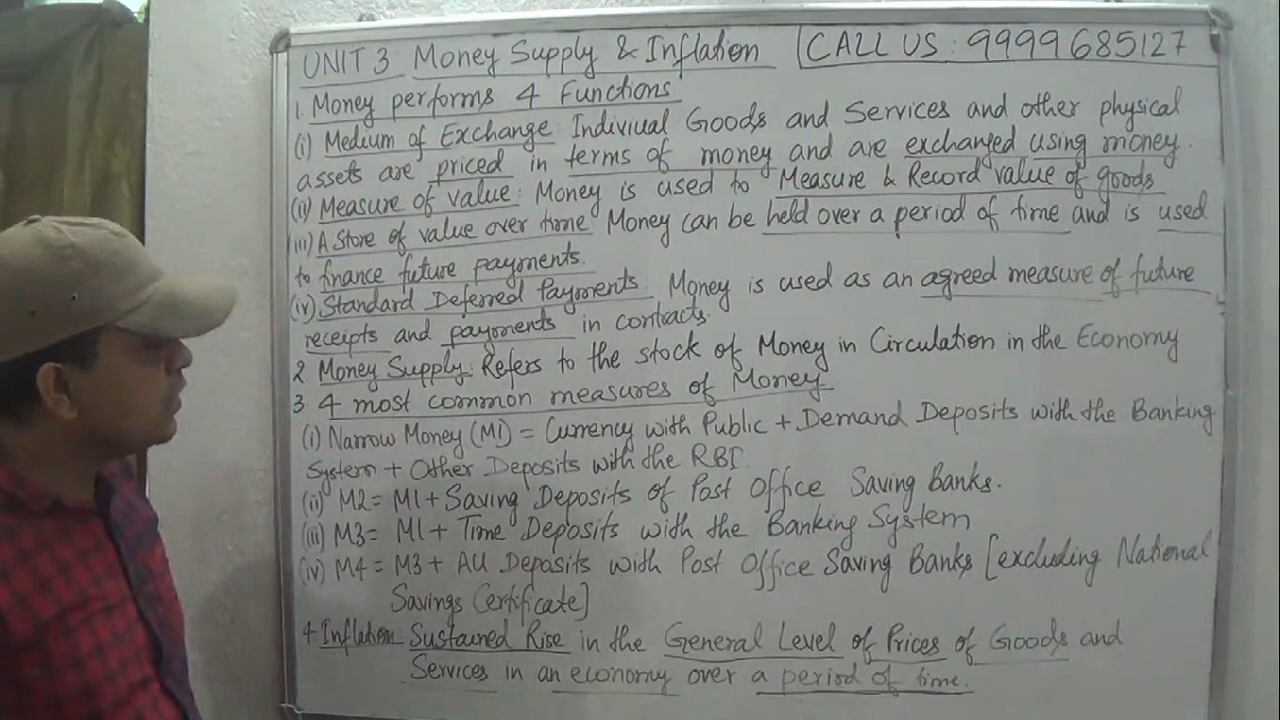 UNIT 3 Money Supply & Inflation CALL US : 9999685127
1. Money performs 4 Functions
(i) Medium of Exchange Indiviual Goods and Services and other physical
assets are priced in terms of money and are exchanged using money.
(ii) Measure of value: Money is used to Measure & Record value of goods
(iii) A Store of value over time Money can be held over a period of time and is used
to finance future payments.
(iv) Standard Deferred Payments Money is used as an agreed measure of future
receipts and payments in contracts.
2 Money Supply: Refers to the stock of Money in Circulation in the Economy
3 4 most common measures of Money
(i) Narrow Money (M1) = Currency with Public + Demand Deposits with the Banking
System + Other Deposits with the RBI.
(ii) M2 = M1 + Saving Deposits of Post Office Saving Banks.
(iii) M3 = M1 + Time Deposits with the Banking System
(iv) M4 = M3 + All Deposits with Post Office Saving Banks [excluding National
Savings Certificate]
4 Inflation Sustained Rise in the General Level of Prices of Goods and
Services in an economy over a period of time.